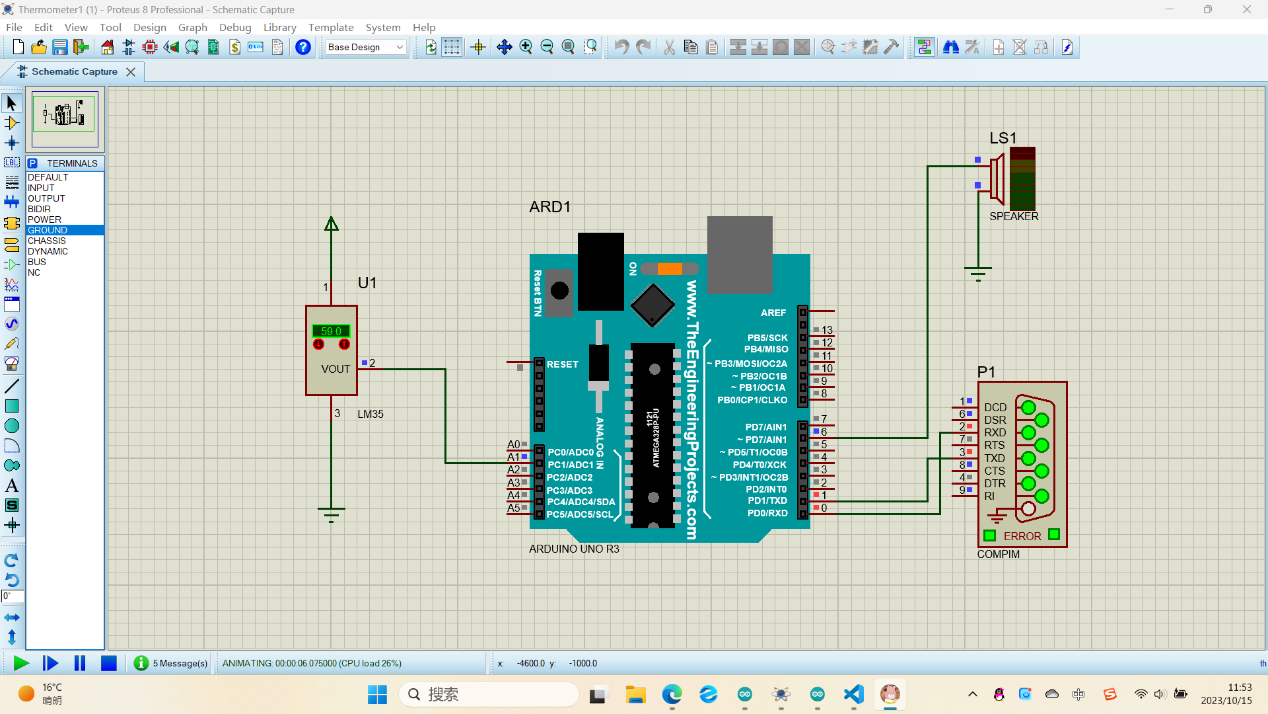 Thermometer1 (1) - Proteus 8 Professional - Schematic Capture
File Edit View Tool Design Graph Debug Library Template System Help
Base Design
Schematic Capture
P TERMINALS
DEFAULT
INPUT
OUTPUT
BIDIR
POWER
GROUND
CHASSIS
DYNAMIC
BUS
NC
LBL
A
S
0°
U1
1
59.0
VOUT
2
3
LM35
ARD1
Reset BTN
ON
www.TheEngineeringProjects.com
1121
ATMEGA328P-PU
ANALOG IN
RESET
A0 PC0/ADC0
A1 PC1/ADC1
A2 PC2/ADC2
A3 PC3/ADC3
A4 PC4/ADC4/SDA
A5 PC5/ADC5/SCL
AREF
PB5/SCK 13
PB4/MISO 12
~ PB3/MOSI/OC2A 11
~ PB2/OC1B 10
~ PB1/OC1A 9
PB0/ICP1/CLKO 8
PD7/AIN1 7
~ PD7/AIN1 6
~ PD5/T1/OC0B 5
PD4/T0/XCK 4
~ PD3/INT1/OC2B 3
PD2/INT0 2
PD1/TXD 1
PD0/RXD 0
ARDUINO UNO R3
LS1
SPEAKER
P1
1 DCD
6 DSR
2 RXD
7 RTS
3 TXD
8 CTS
4 DTR
9 RI
ERROR
COMPIM
5 Message(s)
ANIMATING: 00:00:06.075000 (CPU load 26%)
x: -4600.0 y: -1000.0
th
16°C
晴朗
搜索
中
11:53
2023/10/15